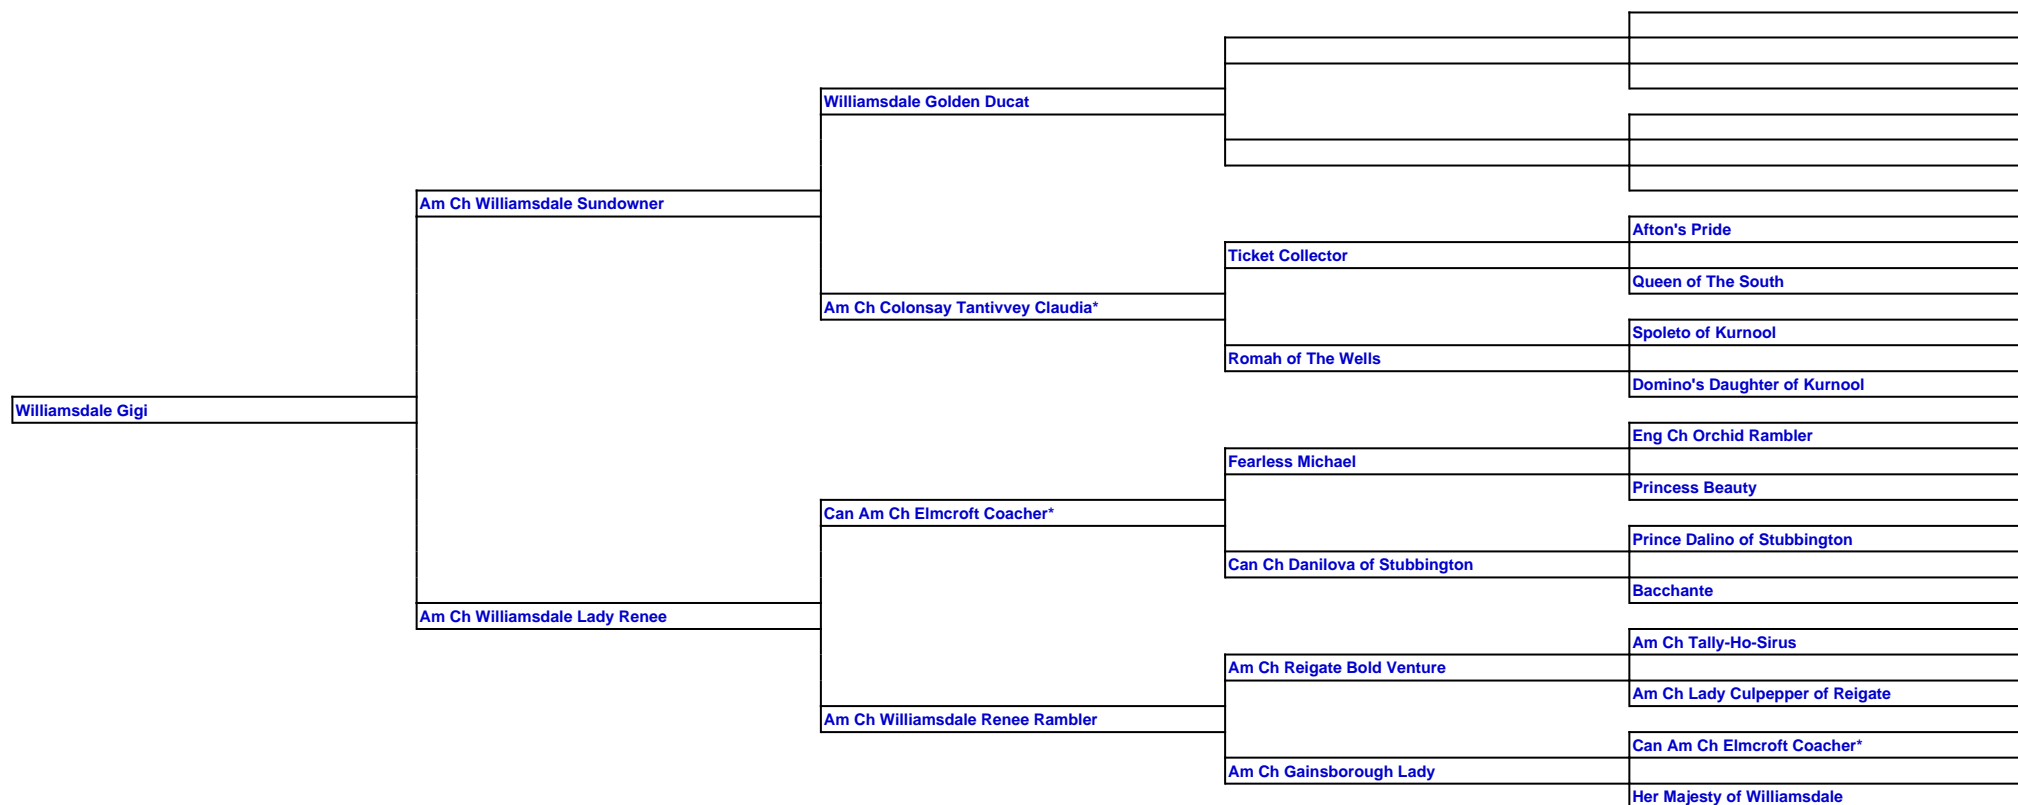 Williamsdale Golden Ducat
Am Ch Williamsdale Sundowner
Afton's Pride
Ticket Collector
Queen of The South
Am Ch Colonsay Tantivvey Claudia*
Spoleto of Kurnool
Romah of The Wells
Domino's Daughter of Kurnool
Williamsdale Gigi
Eng Ch Orchid Rambler
Fearless Michael
Princess Beauty
Can Am Ch Elmcroft Coacher*
Prince Dalino of Stubbington
Can Ch Danilova of Stubbington
Bacchante
Am Ch Williamsdale Lady Renee
Am Ch Tally-Ho-Sirus
Am Ch Reigate Bold Venture
Am Ch Lady Culpepper of Reigate
Am Ch Williamsdale Renee Rambler
Can Am Ch Elmcroft Coacher*
Am Ch Gainsborough Lady
Her Majesty of Williamsdale